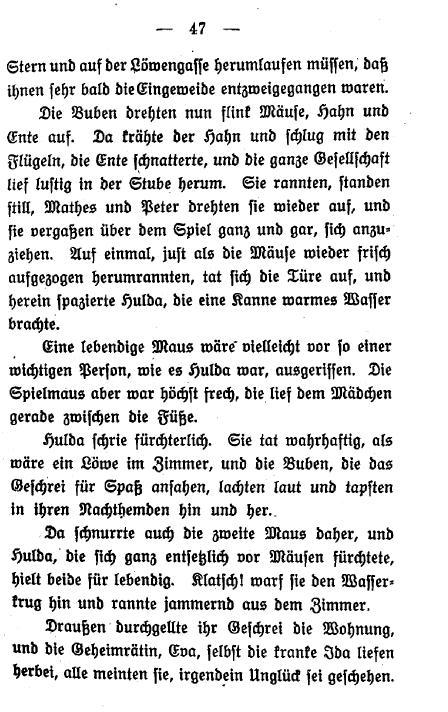 — 47 —
Stern und auf der Löwengasse herumlaufen müssen, daß
ihnen sehr bald die Eingeweide entzweigegangen waren.
Die Buben drehten nun flink Mäuse, Hahn und
Ente auf. Da krähte der Hahn und schlug mit den
Flügeln, die Ente schnatterte, und die ganze Gesellschaft
lief lustig in der Stube herum. Sie rannten, standen
still, Mathes und Peter drehten sie wieder auf, und
sie vergaßen über dem Spiel ganz und gar, sich anzu-
ziehen. Auf einmal, just als die Mäuse wieder frisch
aufgezogen herumrannten, tat sich die Türe auf, und
herein spazierte Hulda, die eine Kanne warmes Wasser
brachte.
Eine lebendige Maus wäre vielleicht vor so einer
wichtigen Person, wie es Hulda war, ausgerissen. Die
Spielmaus aber war höchst frech, die lief dem Mädchen
gerade zwischen die Füße.
Hulda schrie fürchterlich. Sie tat wahrhaftig, als
wäre ein Löwe im Zimmer, und die Buben, die das
Geschrei für Spaß ansahen, lachten laut und tapsten
in ihren Nachthemden hin und her.
Da schnurrte auch die zweite Maus daher, und
Hulda, die sich ganz entsetzlich vor Mäusen fürchtete,
hielt beide für lebendig. Klatsch! warf sie den Wasser-
krug hin und rannte jammernd aus dem Zimmer.
Draußen durchgellte ihr Geschrei die Wohnung,
und die Geheimrätin, Eva, selbst die kranke Ida liefen
herbei, alle meinten sie, irgendein Unglück sei geschehen.